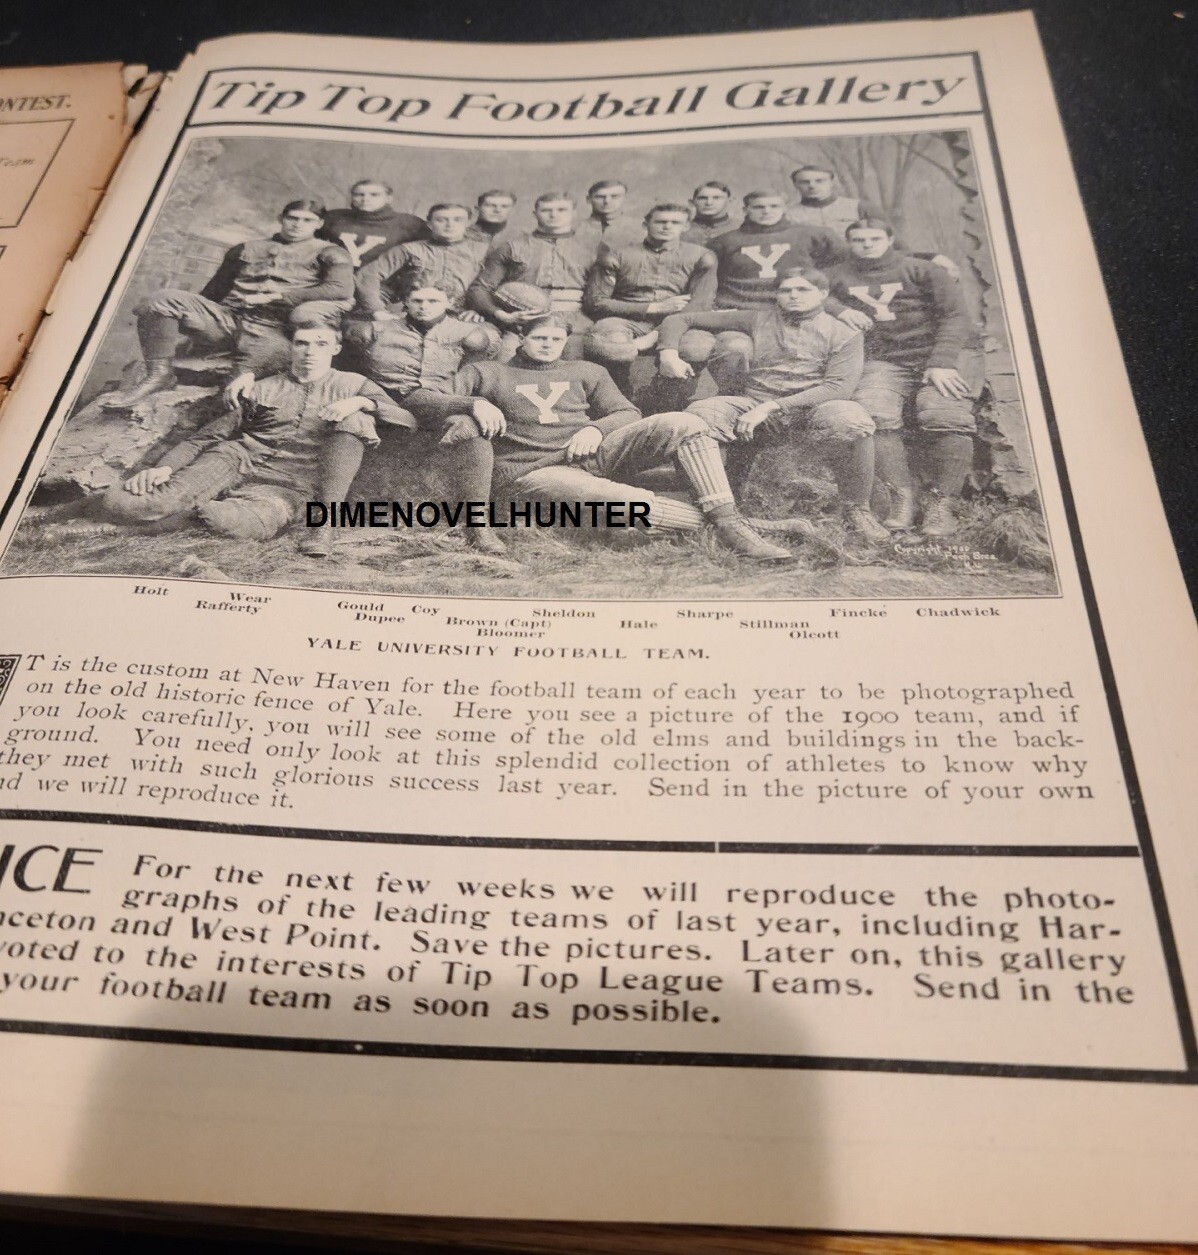 ONTEST.
Team
Tip Top Football Gallery
Y
Y
Y
Y
DIMENOVELHUNTER
Copyright 1900
Holt Wear Gould Coy Sheldon Sharpe Fincke Chadwick
Rafferty Dupee Brown (Capt) Hale Stillman
Bloomer Olcott
YALE UNIVERSITY FOOTBALL TEAM.
T is the custom at New Haven for the football team of each year to be photographed
on the old historic fence of Yale. Here you see a picture of the 1900 team, and if
you look carefully, you will see some of the old elms and buildings in the back-
ground. You need only look at this splendid collection of athletes to know why
they met with such glorious success last year. Send in the picture of your own
nd we will reproduce it.
ICE For the next few weeks we will reproduce the photo-
graphs of the leading teams of last year, including Har-
nceton and West Point. Save the pictures. Later on, this gallery
voted to the interests of Tip Top League Teams. Send in the
your football team as soon as possible.